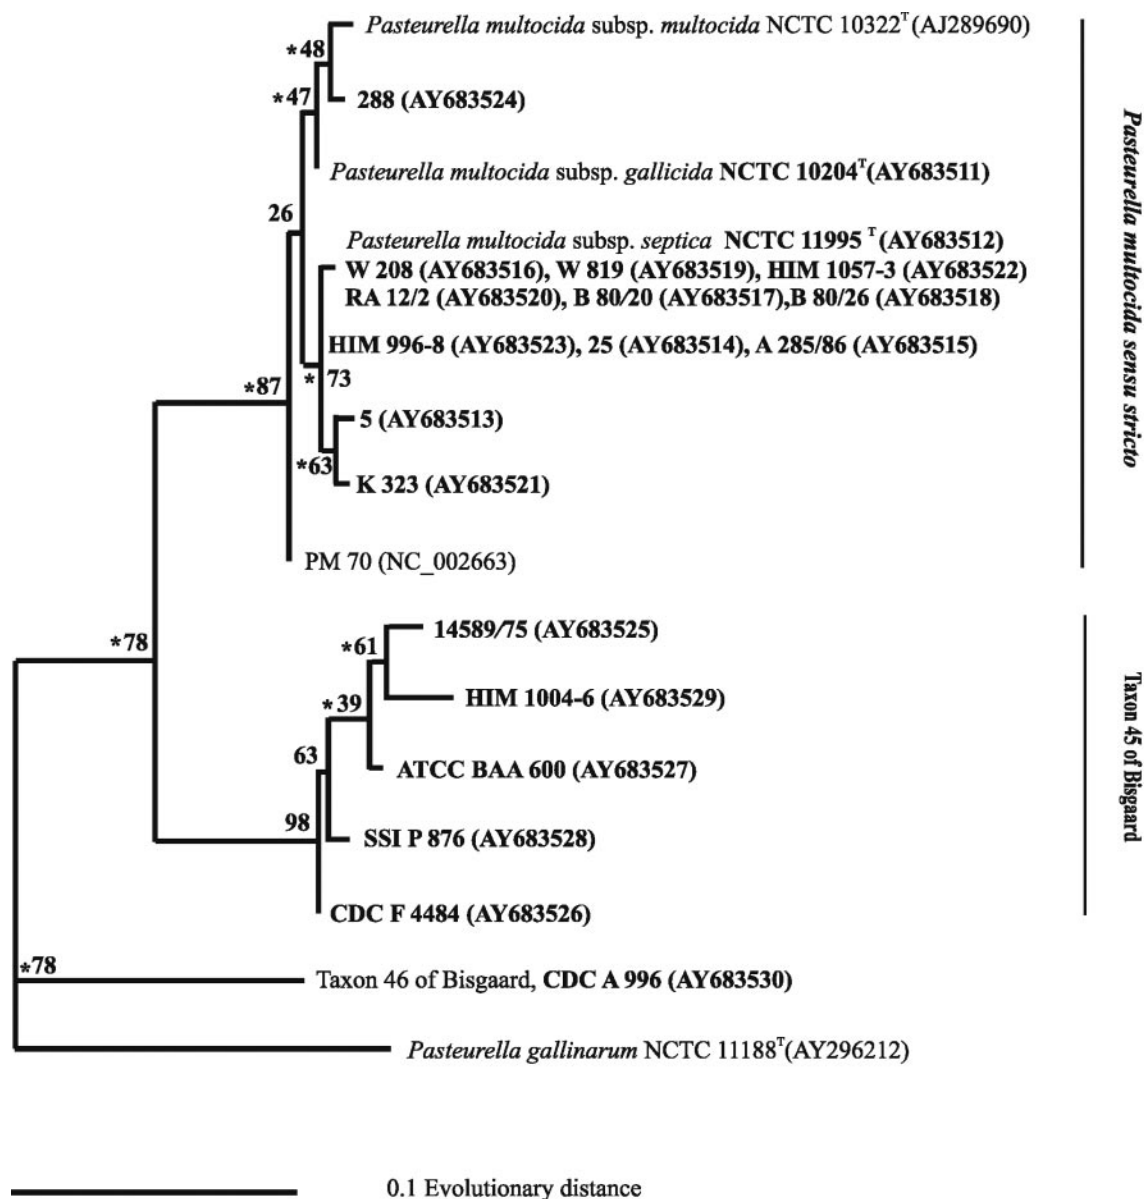 Pasteurella multocida subsp. multocida NCTC 10322T (AJ289690)
*48
*47
288 (AY683524)
Pasteurella multocida subsp. gallicida NCTC 10204T(AY683511)
26
Pasteurella multocida subsp. septica NCTC 11995 T (AY683512)
W 208 (AY683516), W 819 (AY683519), HIM 1057-3 (AY683522)
RA 12/2 (AY683520), B 80/20 (AY683517),B 80/26 (AY683518)
HIM 996-8 (AY683523), 25 (AY683514), A 285/86 (AY683515)
* 73
*87
5 (AY683513)
*63
K 323 (AY683521)
PM 70 (NC_002663)
Pasteurella multocida sensu stricto
14589/75 (AY683525)
*61
*78
HIM 1004-6 (AY683529)
*39
63
ATCC BAA 600 (AY683527)
98
SSI P 876 (AY683528)
CDC F 4484 (AY683526)
Taxon 45 of Bisgaard
*78
Taxon 46 of Bisgaard, CDC A 996 (AY683530)
Pasteurella gallinarum NCTC 11188T(AY296212)
0.1 Evolutionary distance